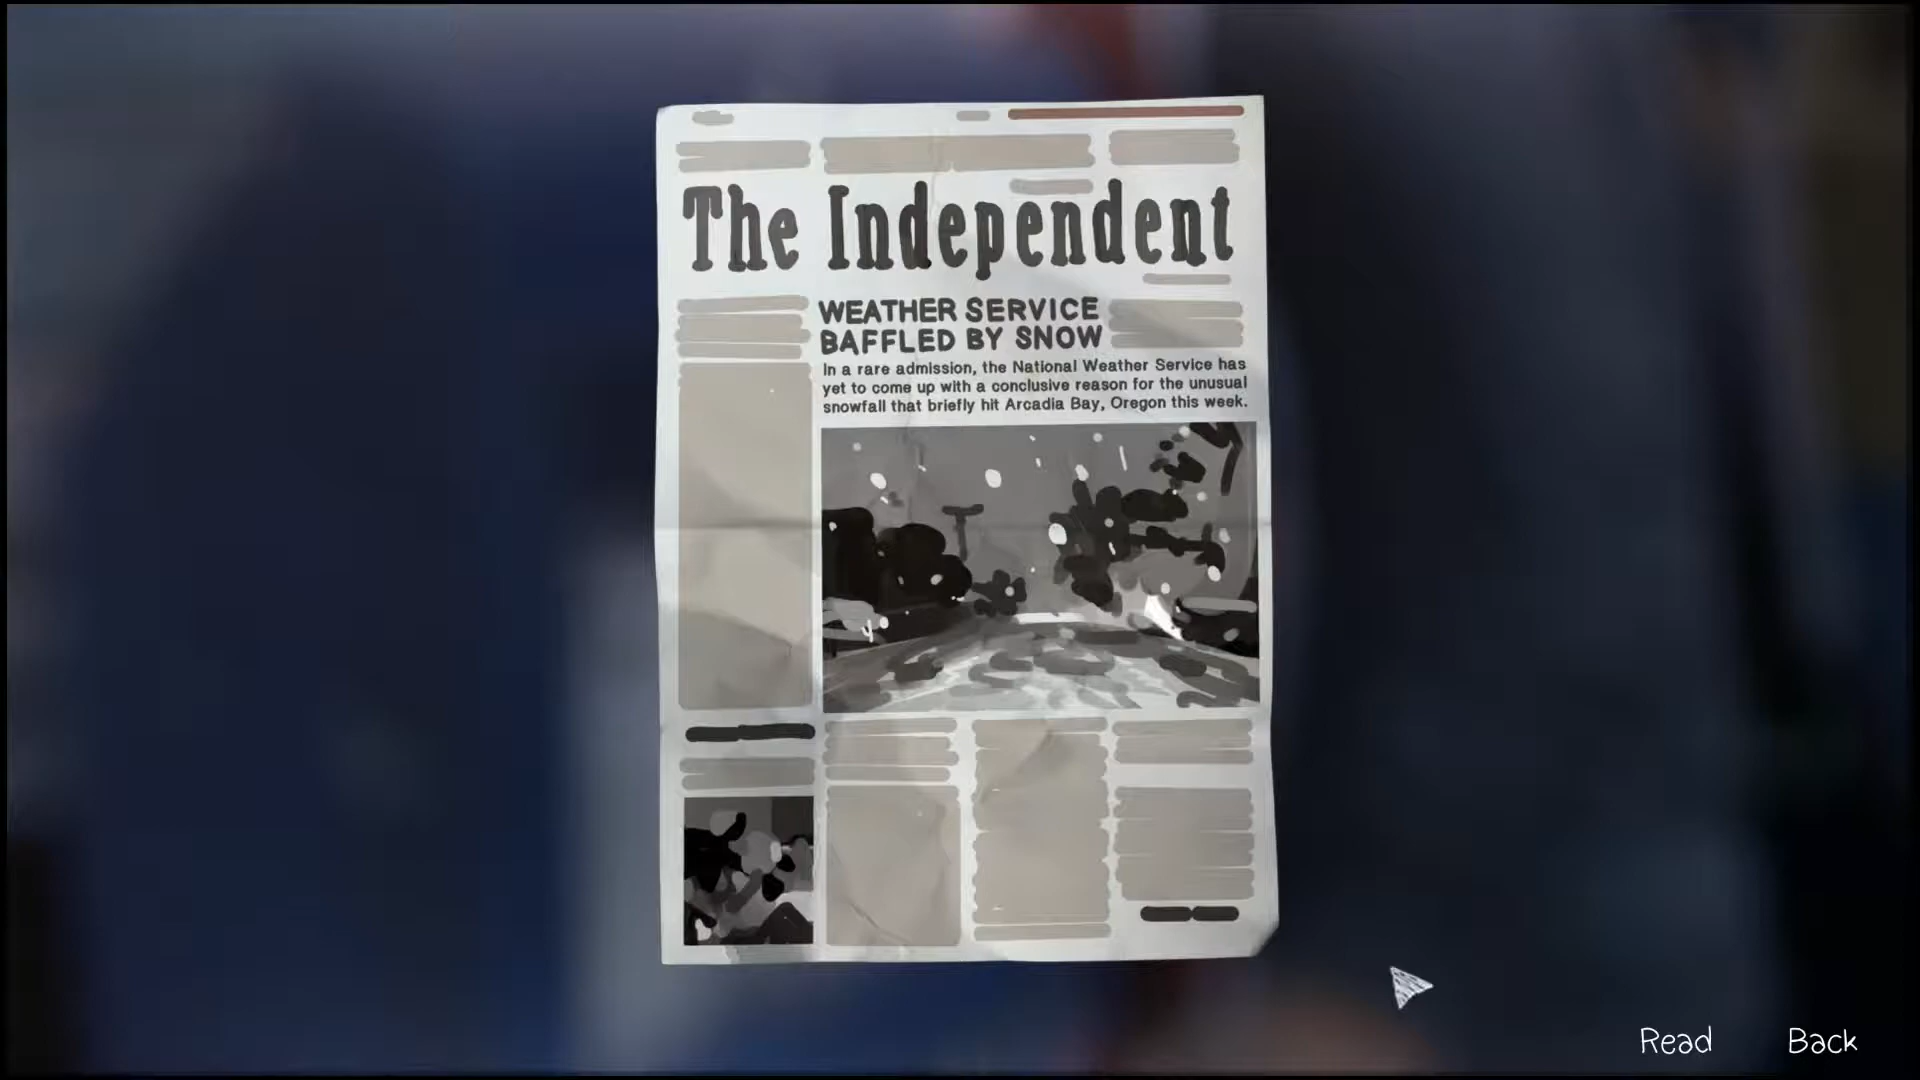 The Independent
WEATHER SERVICE
BAFFLED BY SNOW
In a rare admission, the National Weather Service has
yet to come up with a conclusive reason for the unusual
snowfall that briefly hit Arcadia Bay, Oregon this week.
Read Back